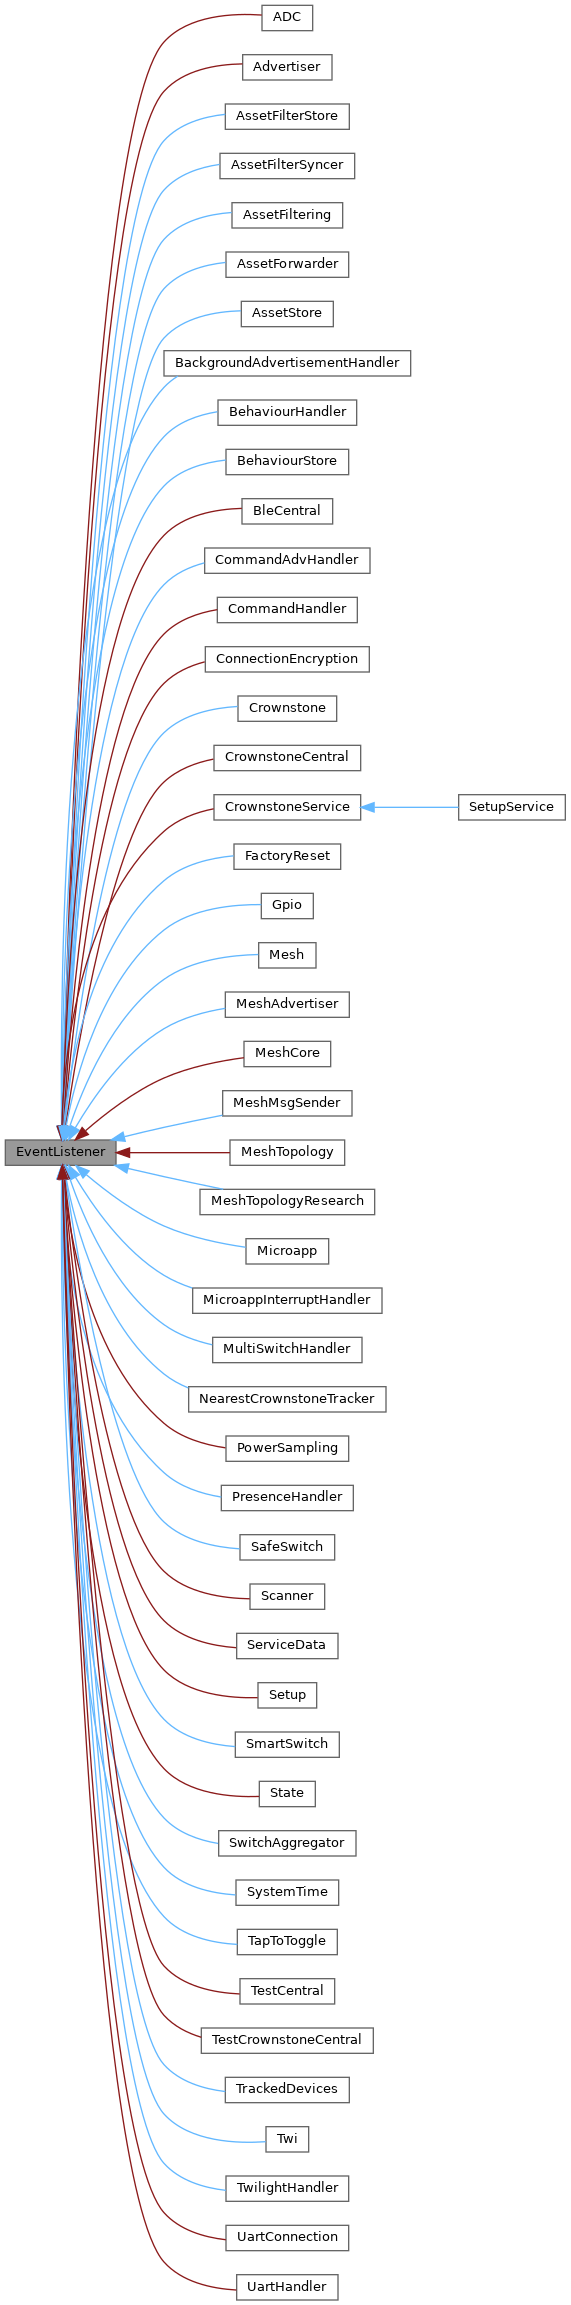 ADC
Advertiser
AssetFilterStore
AssetFilterSyncer
AssetFiltering
AssetForwarder
AssetStore
BackgroundAdvertisementHandler
BehaviourHandler
BehaviourStore
BleCentral
CommandAdvHandler
CommandHandler
ConnectionEncryption
Crownstone
CrownstoneCentral
CrownstoneService
SetupService
FactoryReset
Gpio
Mesh
MeshAdvertiser
MeshCore
MeshMsgSender
EventListener
MeshTopology
MeshTopologyResearch
Microapp
MicroappInterruptHandler
MultiSwitchHandler
NearestCrownstoneTracker
PowerSampling
PresenceHandler
SafeSwitch
Scanner
ServiceData
Setup
SmartSwitch
State
SwitchAggregator
SystemTime
TapToToggle
TestCentral
TestCrownstoneCentral
TrackedDevices
Twi
TwilightHandler
UartConnection
UartHandler